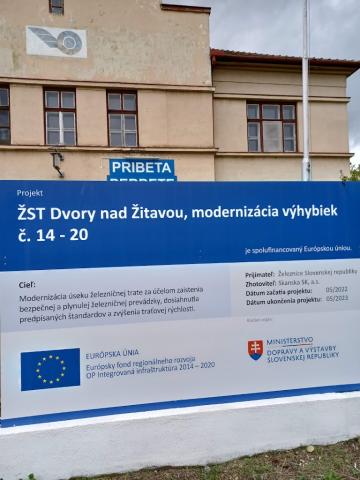 PRIBETA
PERBETE
Projekt
ŽST Dvory nad Žitavou, modernizácia výhybiek
č. 14 - 20
je spolufinancovaný Európskou úniou.
Cieľ:
Modernizácia úseku železničnej trate za účelom zaistenia
bezpečnej a plynulej železničnej prevádzky, dosiahnutia
predpísaných štandardov a zvýšenia traťovej rýchlosti.
Prijímateľ: Železnice Slovenskej republiky
Zhotoviteľ: Skanska SK, a.s.
Dátum začatia projektu: 05/2022
Dátum ukončenia projektu: 05/2023
EURÓPSKA ÚNIA
Európsky fond regionálneho rozvoja
OP Integrovaná infraštruktúra 2014 – 2020
MINISTERSTVO
DOPRAVY A VÝSTAVBY
SLOVENSKEJ REPUBLIKY